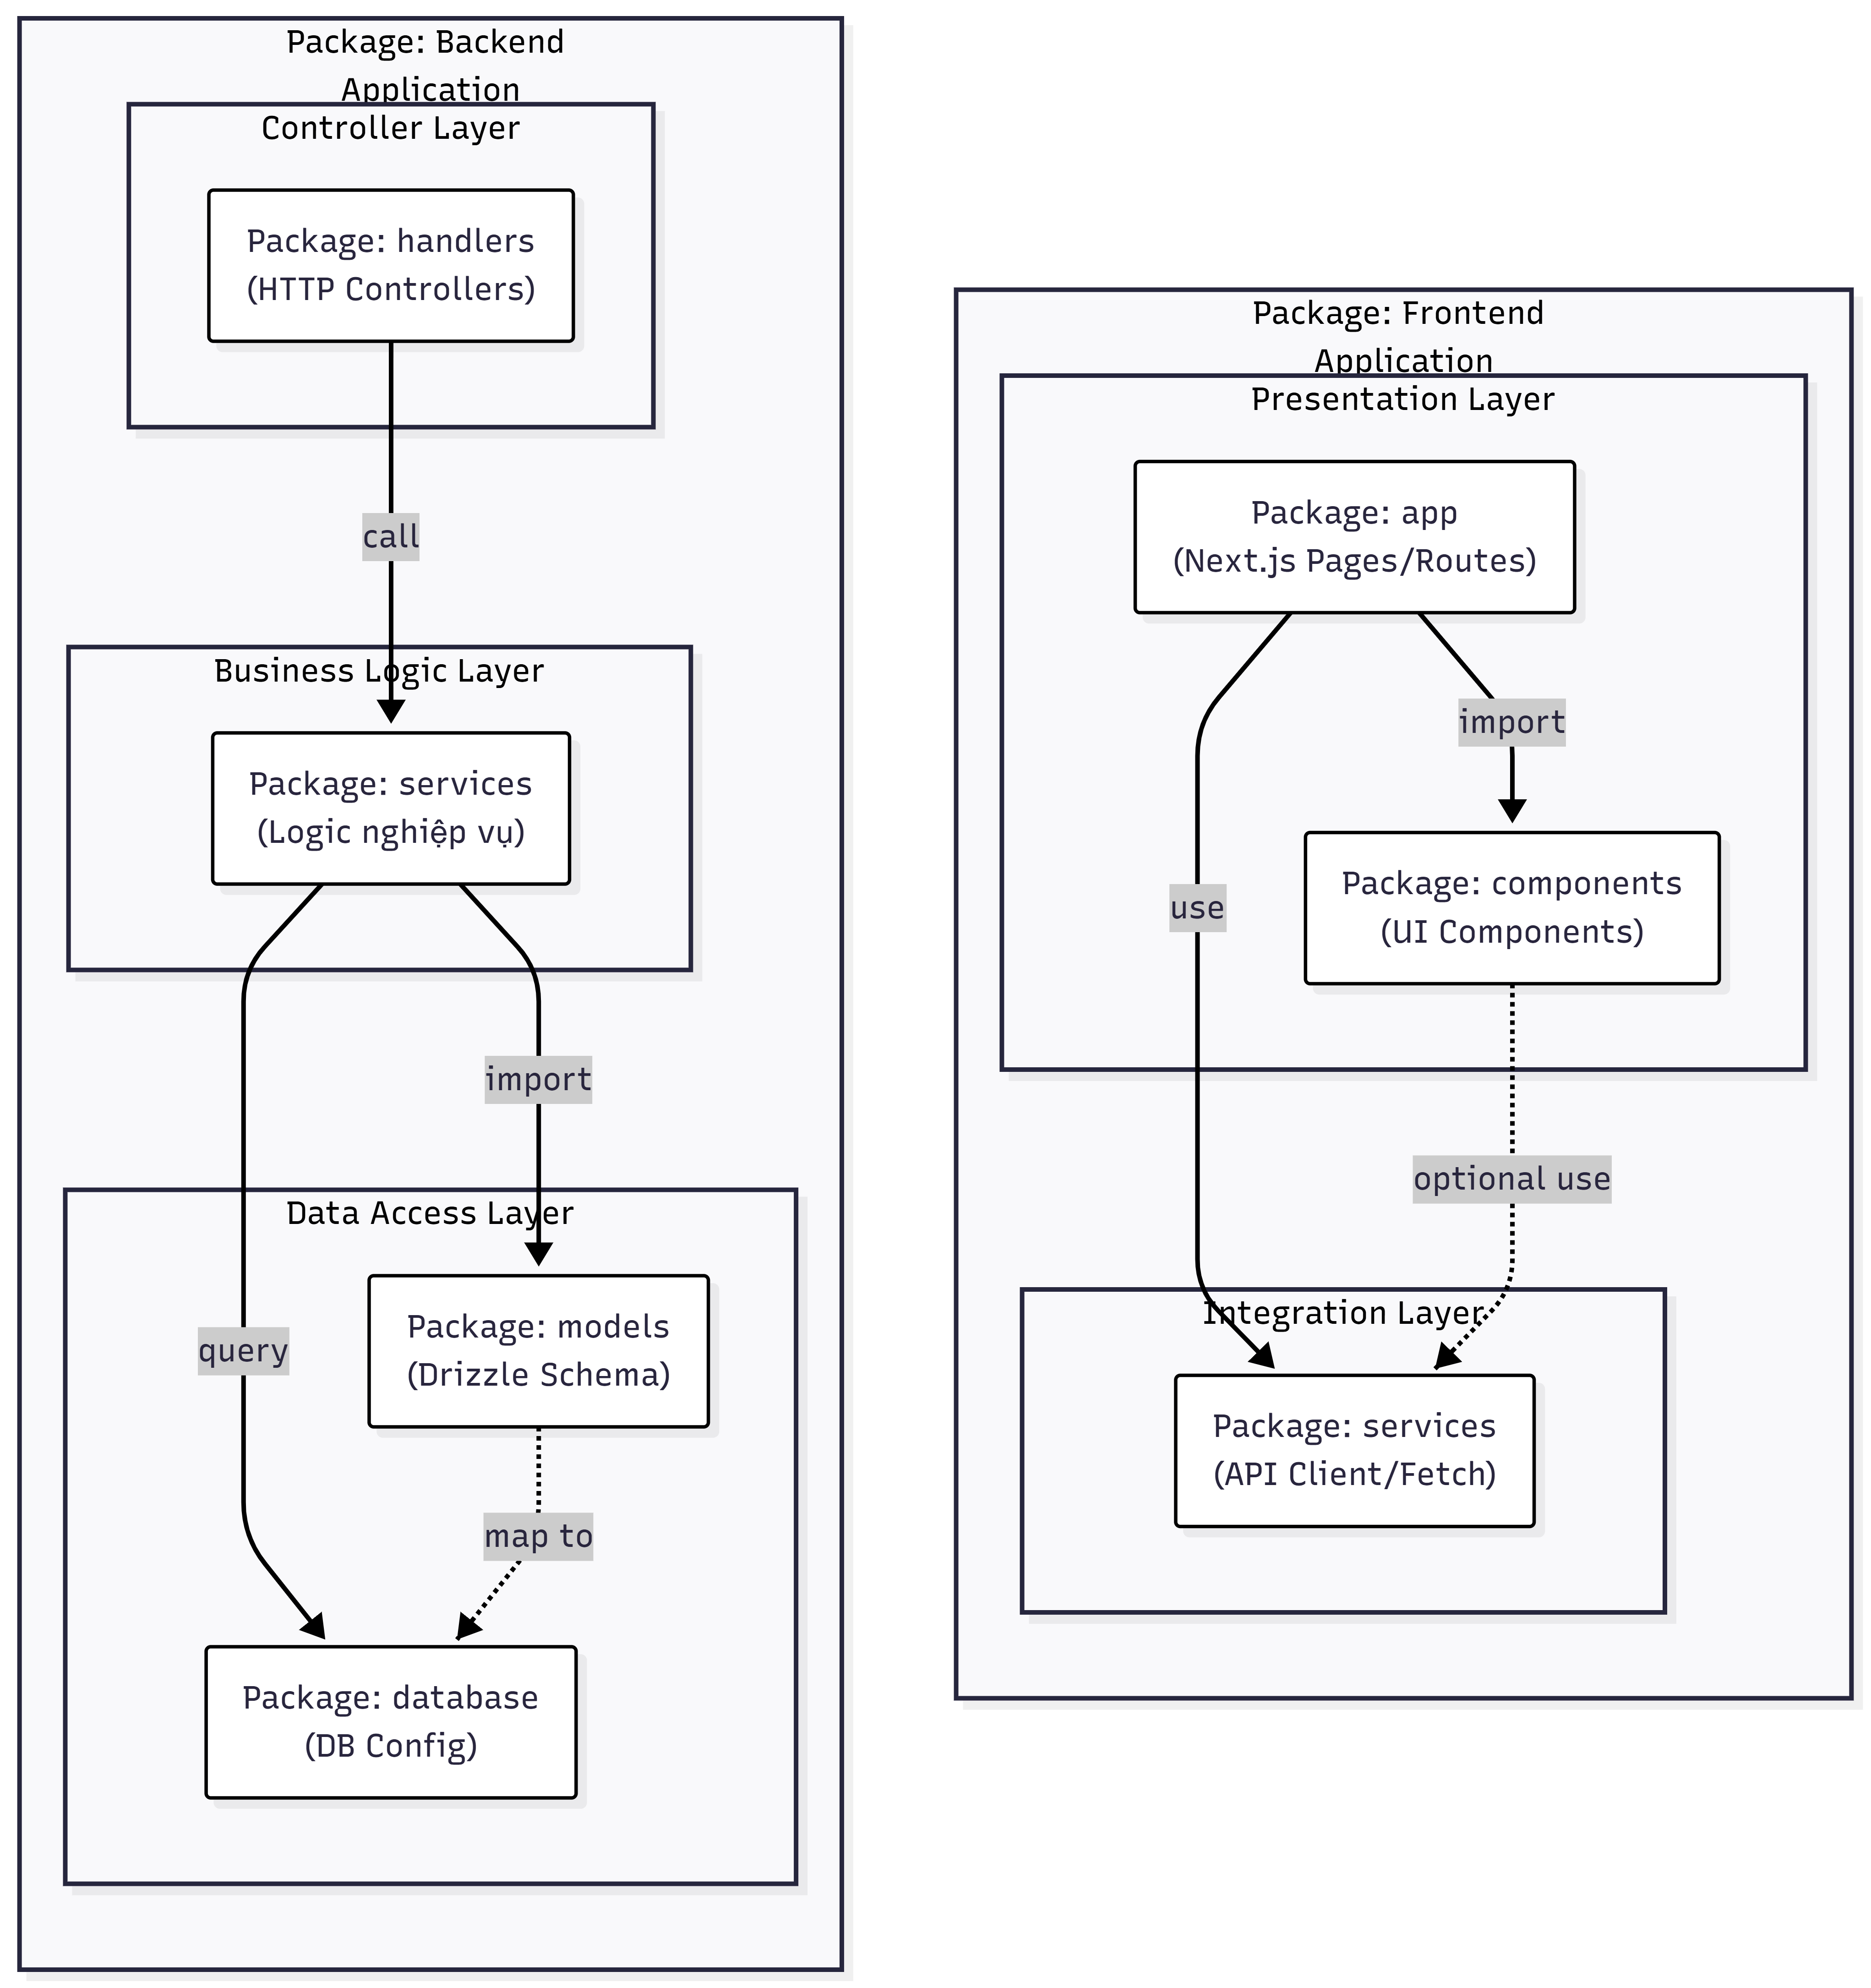 Package: Backend
Application
Controller Layer
Package: handlers
(HTTP Controllers)
call
Business Logic Layer
Package: services
(Logic nghiệp vụ)
import
Data Access Layer
query
Package: models
(Drizzle Schema)
map to
Package: database
(DB Config)
Package: Frontend
Application
Presentation Layer
Package: app
(Next.js Pages/Routes)
import
use
Package: components
(UI Components)
optional use
Integration Layer
Package: services
(API Client/Fetch)